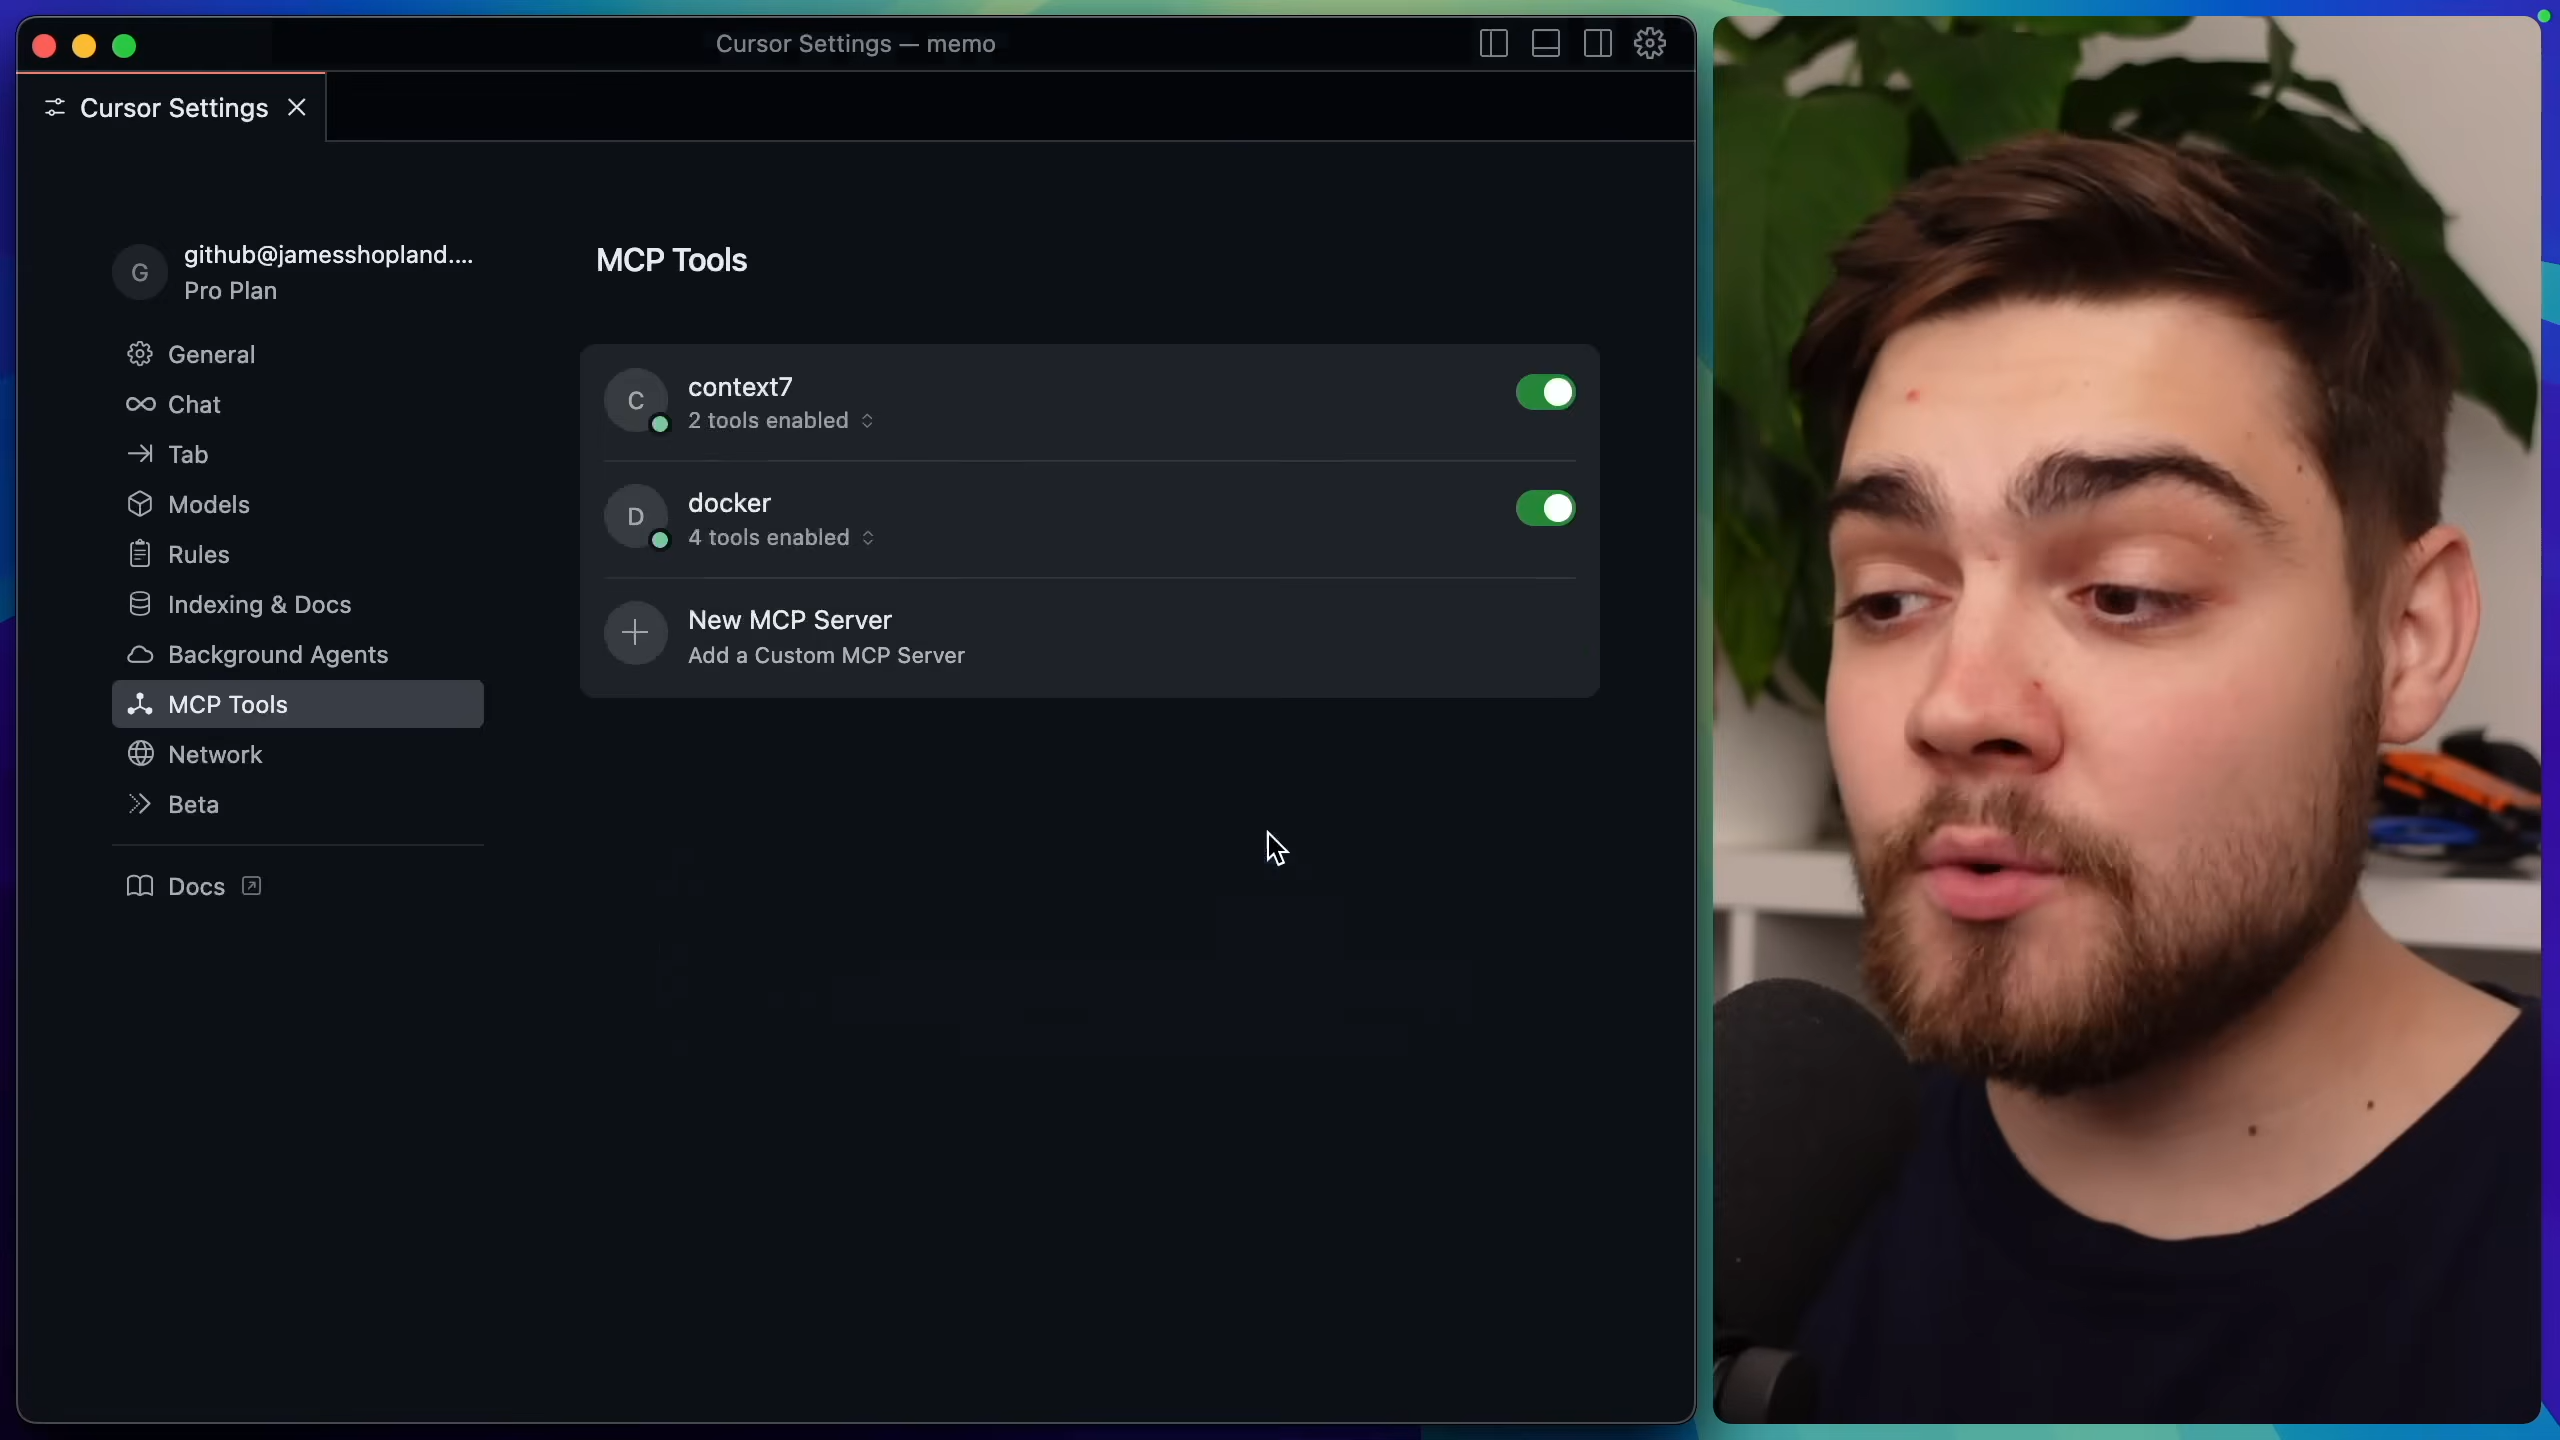 Cursor Settings — memo
Cursor Settings
G
github@jamesshopland....
Pro Plan
General
Chat
Tab
Models
Rules
Indexing & Docs
Background Agents
MCP Tools
Network
Beta
Docs
MCP Tools
C
context7
2 tools enabled
D
docker
4 tools enabled
New MCP Server
Add a Custom MCP Server